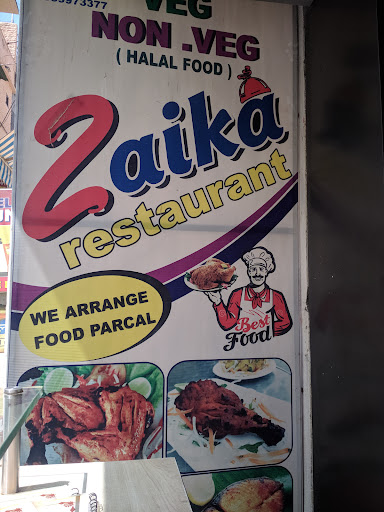 VEG
NON .VEG
( HALAL FOOD )
Zaika
restaurant
WE ARRANGE
FOOD PARCAL
Best
Food